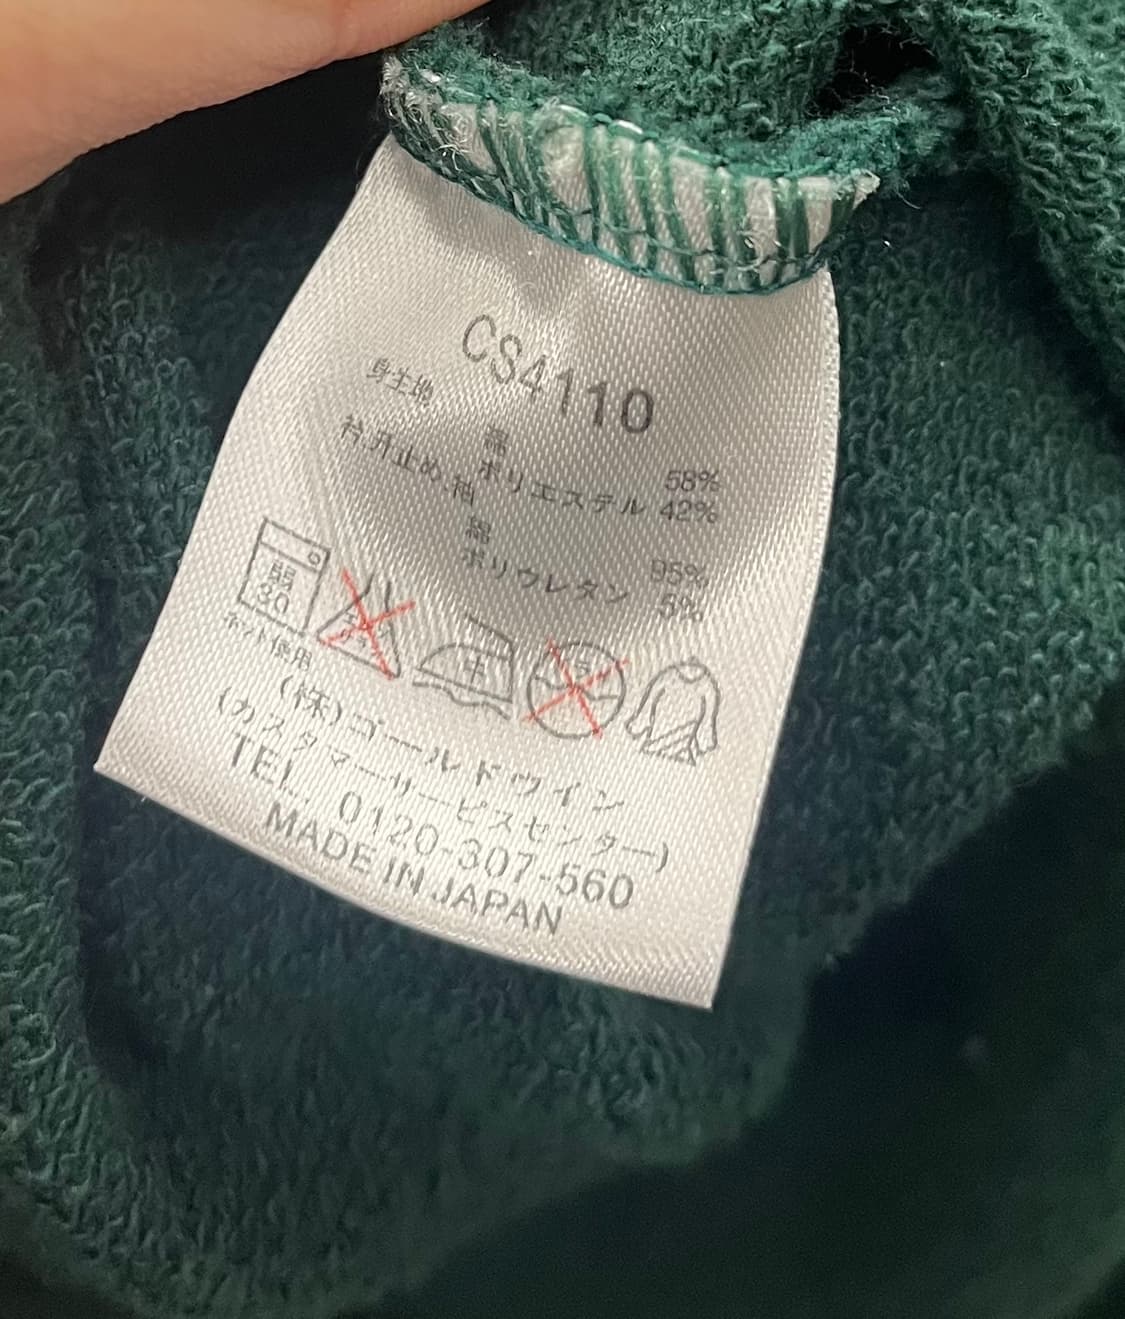 CS4110
身生地
綿 58%
ポリエステル 42%
衿,汗止め,袖
綿 95%
ポリウレタン 5%
弱
30
中
ネット使用
(株)ゴールドウイン
(カスタマーサービスセンター)
TEL. 0120-307-560
MADE IN JAPAN